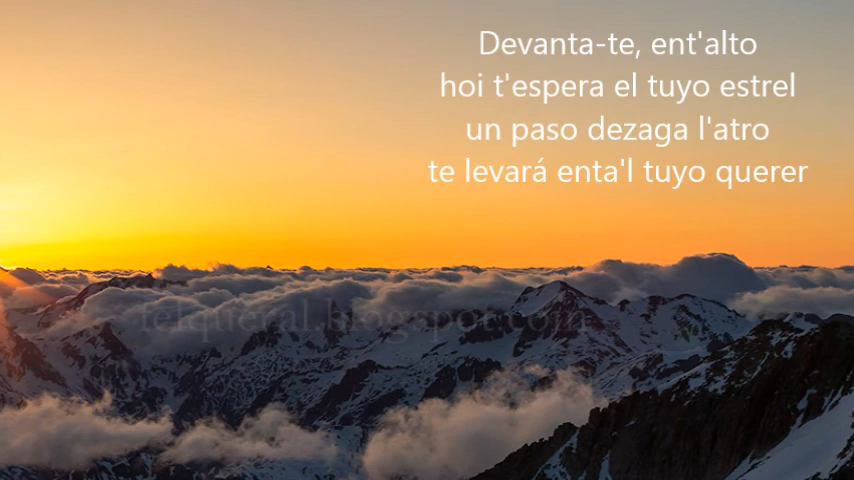 Devanta-te, ent'alto
hoi t'espera el tuyo estrel
un paso dezaga l'atro
te levará enta'l tuyo querer